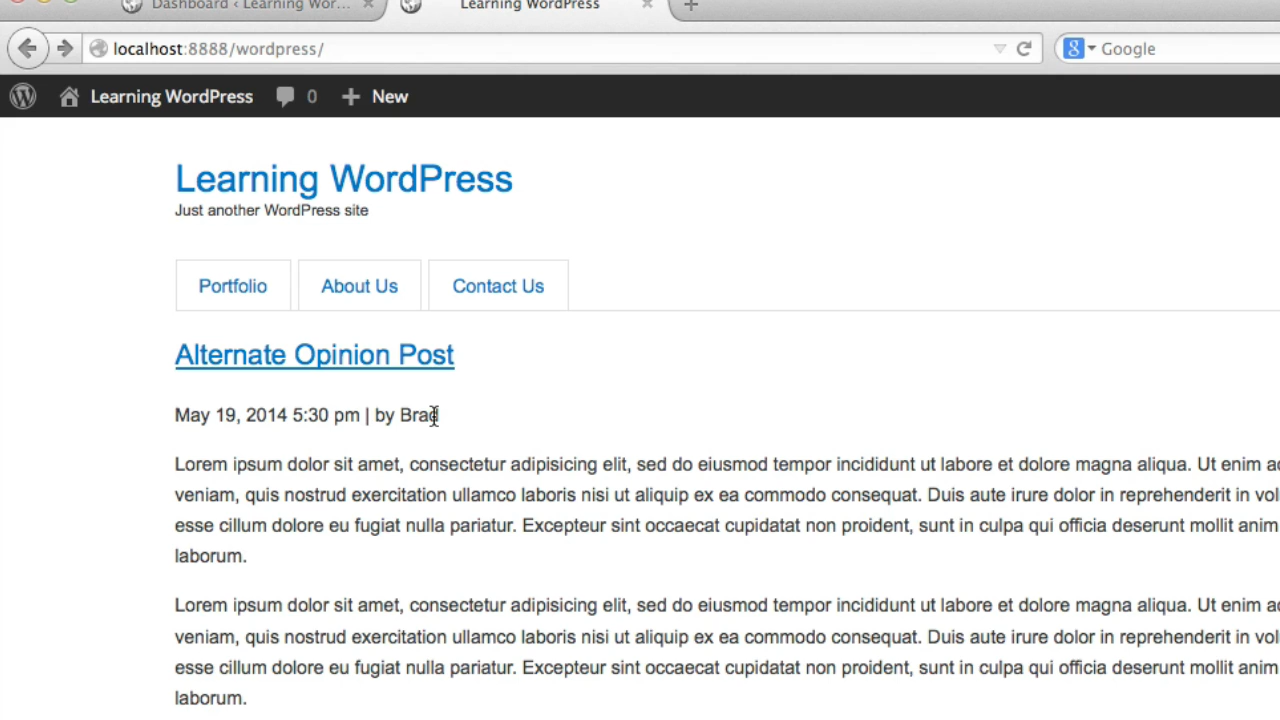 Dashboard ‹ Learning Wor...
Learning WordPress
localhost:8888/wordpress/
Google
Learning WordPress 0 New
Learning WordPress
Just another WordPress site
Portfolio About Us Contact Us
Alternate Opinion Post
May 19, 2014 5:30 pm | by Brad
Lorem ipsum dolor sit amet, consectetur adipisicing elit, sed do eiusmod tempor incididunt ut labore et dolore magna aliqua. Ut enim
veniam, quis nostrud exercitation ullamco laboris nisi ut aliquip ex ea commodo consequat. Duis aute irure dolor in reprehenderit in
esse cillum dolore eu fugiat nulla pariatur. Excepteur sint occaecat cupidatat non proident, sunt in culpa qui officia deserunt mollit anim
laborum.
Lorem ipsum dolor sit amet, consectetur adipisicing elit, sed do eiusmod tempor incididunt ut labore et dolore magna aliqua. Ut enim
veniam, quis nostrud exercitation ullamco laboris nisi ut aliquip ex ea commodo consequat. Duis aute irure dolor in reprehenderit in
esse cillum dolore eu fugiat nulla pariatur. Excepteur sint occaecat cupidatat non proident, sunt in culpa qui officia deserunt mollit anim
laborum.